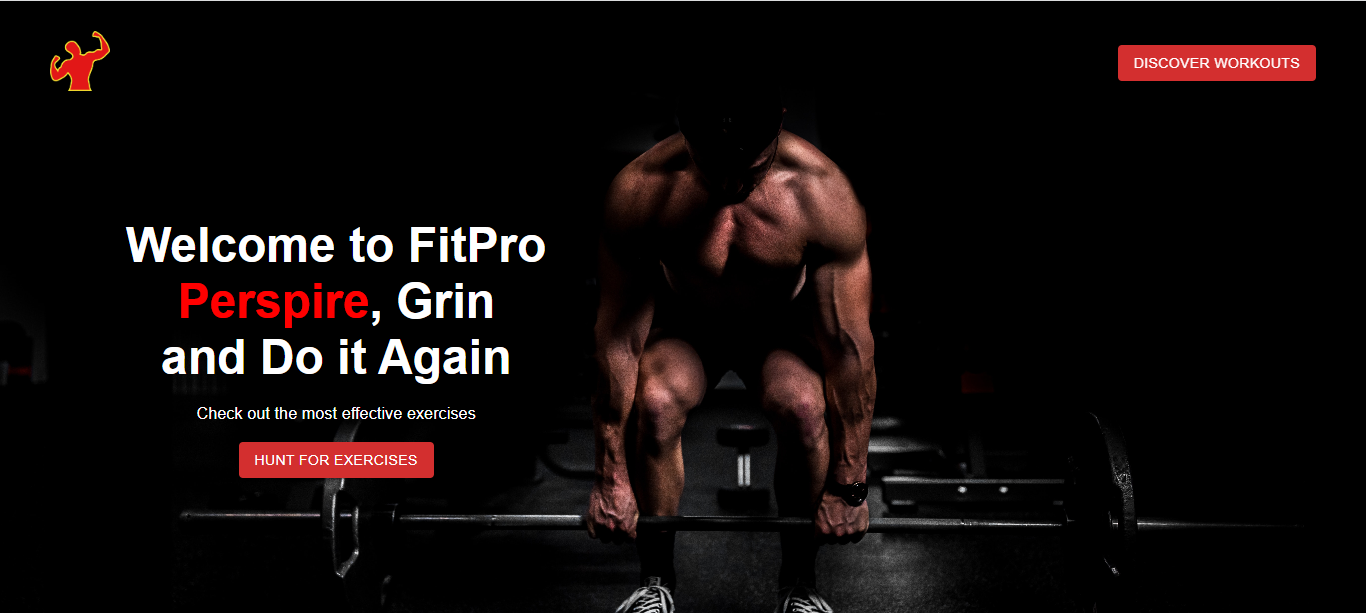 DISCOVER WORKOUTS
Welcome to FitPro
Perspire, Grin
and Do it Again
Check out the most effective exercises
HUNT FOR EXERCISES